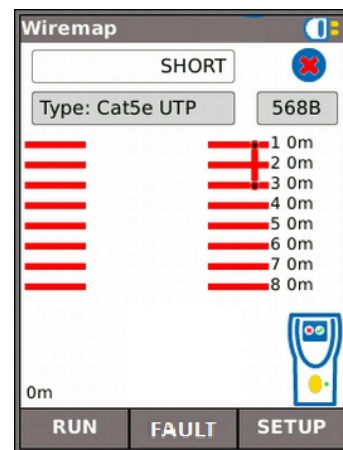 Wiremap
SHORT
Type: Cat5e UTP 568B
1 0m
2 0m
3 0m
4 0m
5 0m
6 0m
7 0m
8 0m
0m
RUN FAULT SETUP